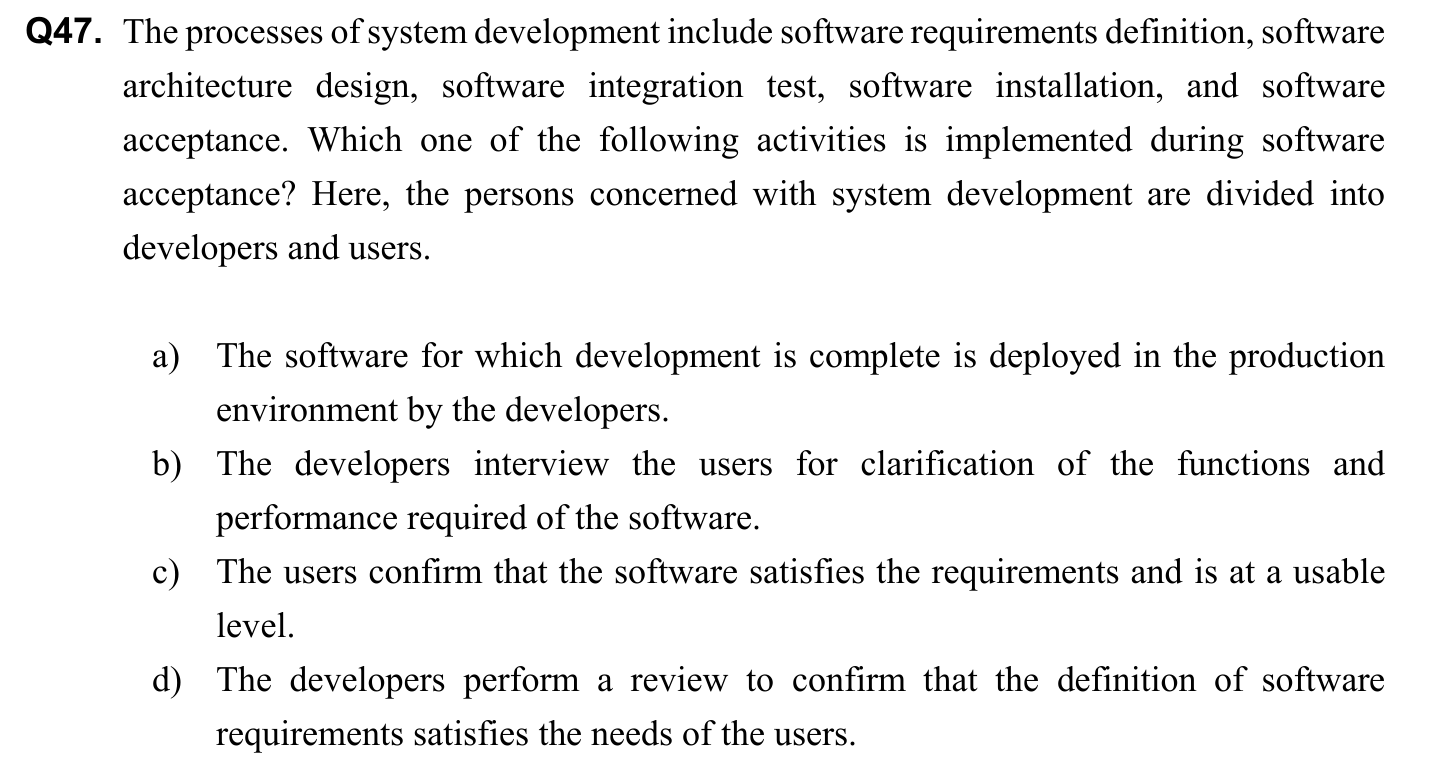 Q47. The processes of system development include software requirements definition, software
architecture design, software integration test, software installation, and software
acceptance. Which one of the following activities is implemented during software
acceptance? Here, the persons concerned with system development are divided into
developers and users.
a) The software for which development is complete is deployed in the production
environment by the developers.
b) The developers interview the users for clarification of the functions and
performance required of the software.
c) The users confirm that the software satisfies the requirements and is at a usable
level.
d) The developers perform a review to confirm that the definition of software
requirements satisfies the needs of the users.